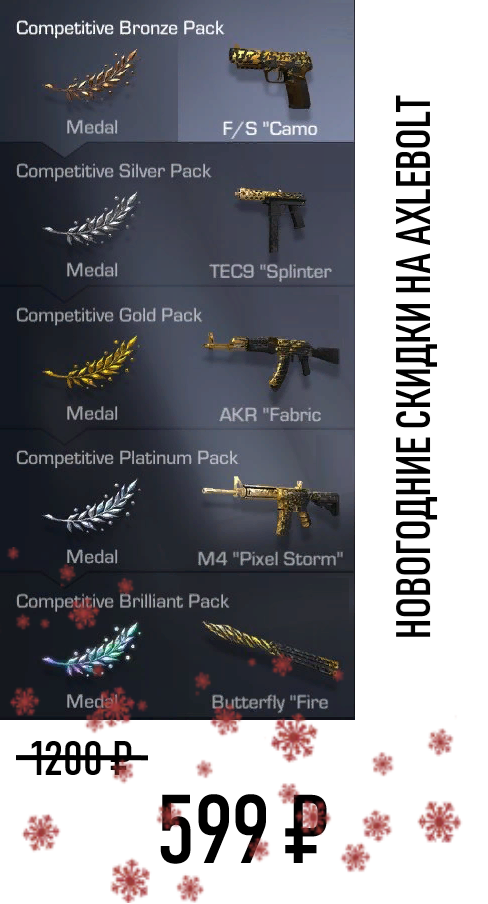 Competitive Bronze Pack
Medal
F/S "Camo
Competitive Silver Pack
Medal
TEC9 "Splinter
Competitive Gold Pack
Medal
AKR "Fabric
Competitive Platinum Pack
Medal
M4 "Pixel Storm"
Competitive Brilliant Pack
Medal
Butterfly "Fire
НОВОГОДНИЕ СКИДКИ НА AXLEBOLT
1200 ₽
599 ₽